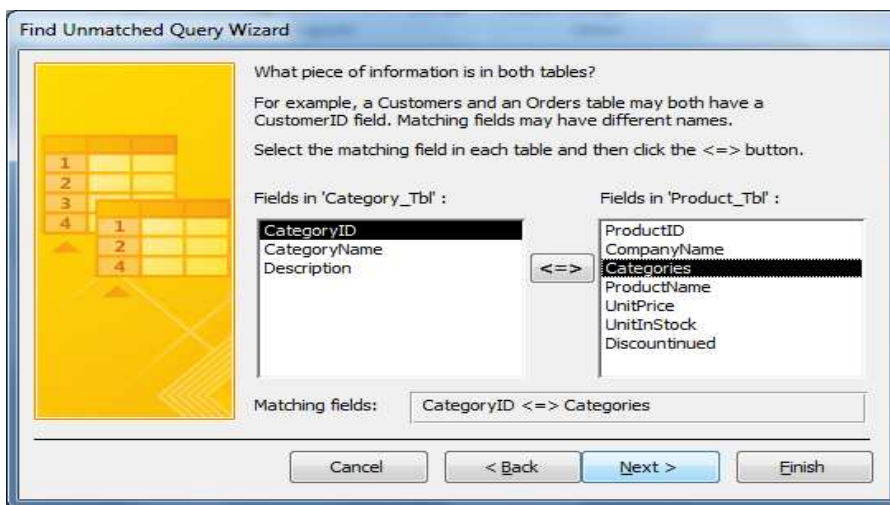 Find Unmatched Query Wizard
What piece of information is in both tables?
For example, a Customers and an Orders table may both have a
CustomerID field. Matching fields may have different names.
Select the matching field in each table and then click the <=> button.
1
2
3
4
1
2
4
Fields in 'Category_Tbl' :
CategoryID
CategoryName
Description
<=>
Fields in 'Product_Tbl' :
ProductID
CompanyName
Categories
ProductName
UnitPrice
UnitInStock
Discountinued
Matching fields:
CategoryID <=> Categories
Cancel
< Back
Next >
Finish